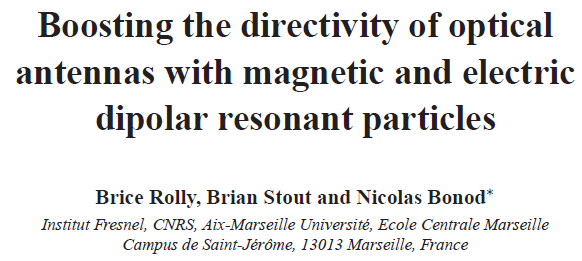 Boosting the directivity of optical
antennas with magnetic and electric
dipolar resonant particles
Brice Rolly, Brian Stout and Nicolas Bonod*
Institut Fresnel, CNRS, Aix-Marseille Université, Ecole Centrale Marseille
Campus de Saint-Jérôme, 13013 Marseille, France